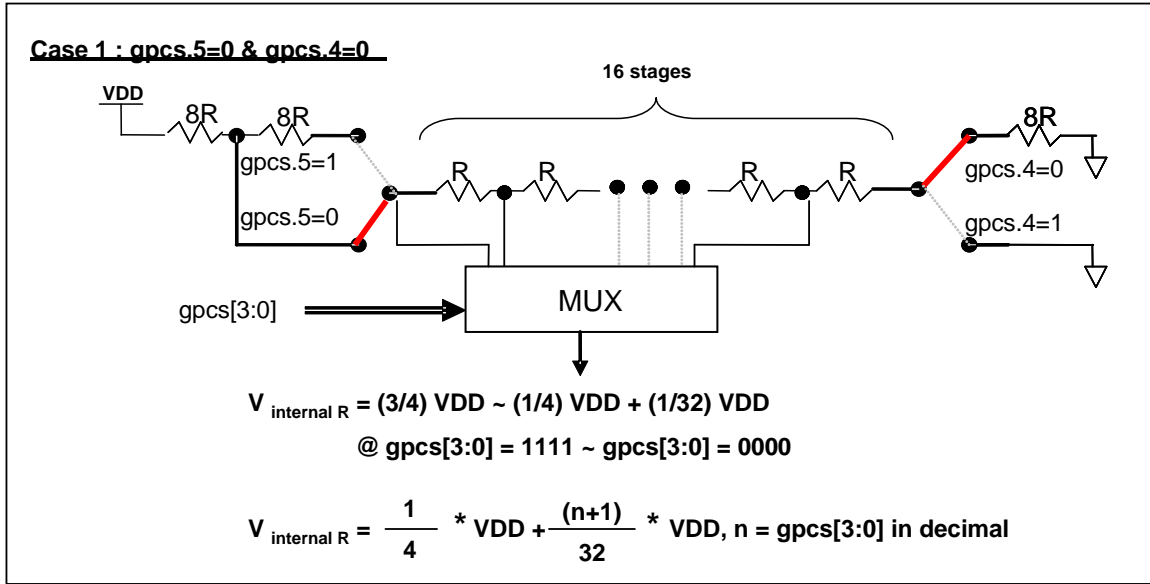 Case 1 : gpcs.5=0 & gpcs.4=0
16 stages
VDD
8R
8R
8R
gpcs.5=1
gpcs.4=0
R
R
R
R
gpcs.5=0
gpcs.4=1
MUX
gpcs[3:0]
V internal R = (3/4) VDD ~ (1/4) VDD + (1/32) VDD
@ gpcs[3:0] = 1111 ~ gpcs[3:0] = 0000
V internal R = 1/4 * VDD + (n+1)/32 * VDD, n = gpcs[3:0] in decimal